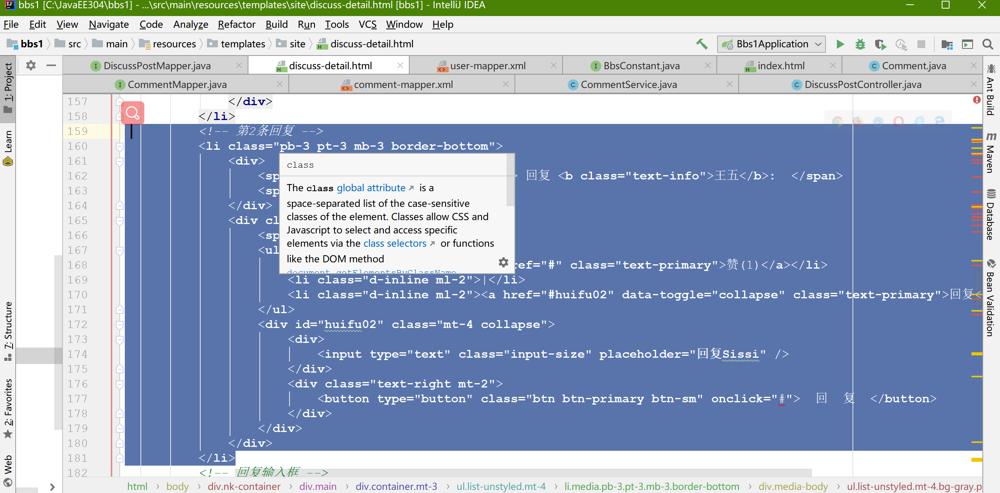 bbs1 [C:\JavaEE304\bbs1] - ...\src\main\resources\templates\site\discuss-detail.html [bbs1] - IntelliJ IDEA
File Edit View Navigate Code Analyze Refactor Build Run Tools VCS Window Help
bbs1 src main resources templates site discuss-detail.html Bbs1Application
DiscussPostMapper.java discuss-detail.html user-mapper.xml BbsConstant.java index.html Comment.java
CommentMapper.java comment-mapper.xml CommentService.java DiscussPostController.java
1: Project
Learn
7: Structure
2: Favorites
Web
157 </div>
158 </li>
159 <!-- 第2条回复 -->
160 <li class="pb-3 pt-3 mb-3 border-bottom">
161 <div>
162 <sp > 回复 <b class="text-info">王五</b>: </span>
163 <sp
164 </div>
165 <div cl
166 <sp
167 <ul
168 ref="#" class="text-primary">赞(1)</a></li>
169 <li class="d-inline ml-2">|</li>
170 <li class="d-inline ml-2"><a href="#huifu02" data-toggle="collapse" class="text-primary">回复<
171 </ul>
172 <div id="huifu02" class="mt-4 collapse">
173 <div>
174 <input type="text" class="input-size" placeholder="回复Sissi" />
175 </div>
176 <div class="text-right mt-2">
177 <button type="button" class="btn btn-primary btn-sm" onclick="#"> 回 复 </button>
178 </div>
179 </div>
180 </div>
181 </li>
182 <!-- 回复输入框 -->
class
The class global attribute is a
space-separated list of the case-sensitive
classes of the element. Classes allow CSS and
Javascript to select and access specific
elements via the class selectors or functions
like the DOM method
document.getElementsByClassName
Ant Build
Maven
Database
Bean Validation
html body div.nk-container div.main div.container.mt-3 ul.list-unstyled.mt-4 li.media.pb-3.pt-3.mb-3.border-bottom div.media-body ul.list-unstyled.mt-4.bg-gray.p